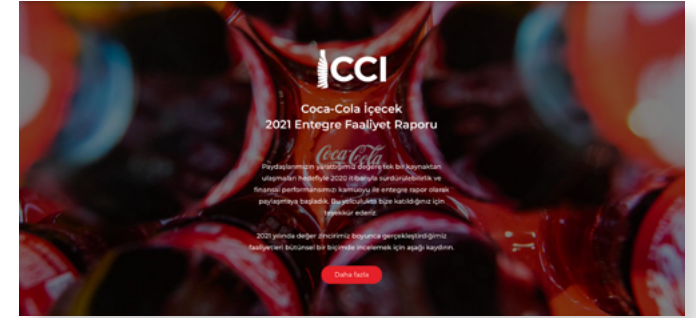 CCI
Coca-Cola İçecek
2021 Entegre Faaliyet Raporu
Coca-Cola
Paydaşlarımızın yarattığımız değere tek bir kaynaktan
ulaşmaları hedefiyle 2020 itibarıyla sürdürülebilirlik ve
finansal performansımızı kamuoyu ile entegre rapor olarak
paylaşmaya başladık. Bu yolculukta bize katıldığınız için
teşekkür ederiz.
2021 yılında değer zincirimiz boyunca gerçekleştirdiğimiz
faaliyetleri bütünsel bir biçimde incelemek için aşağı kaydırın.
Daha fazla